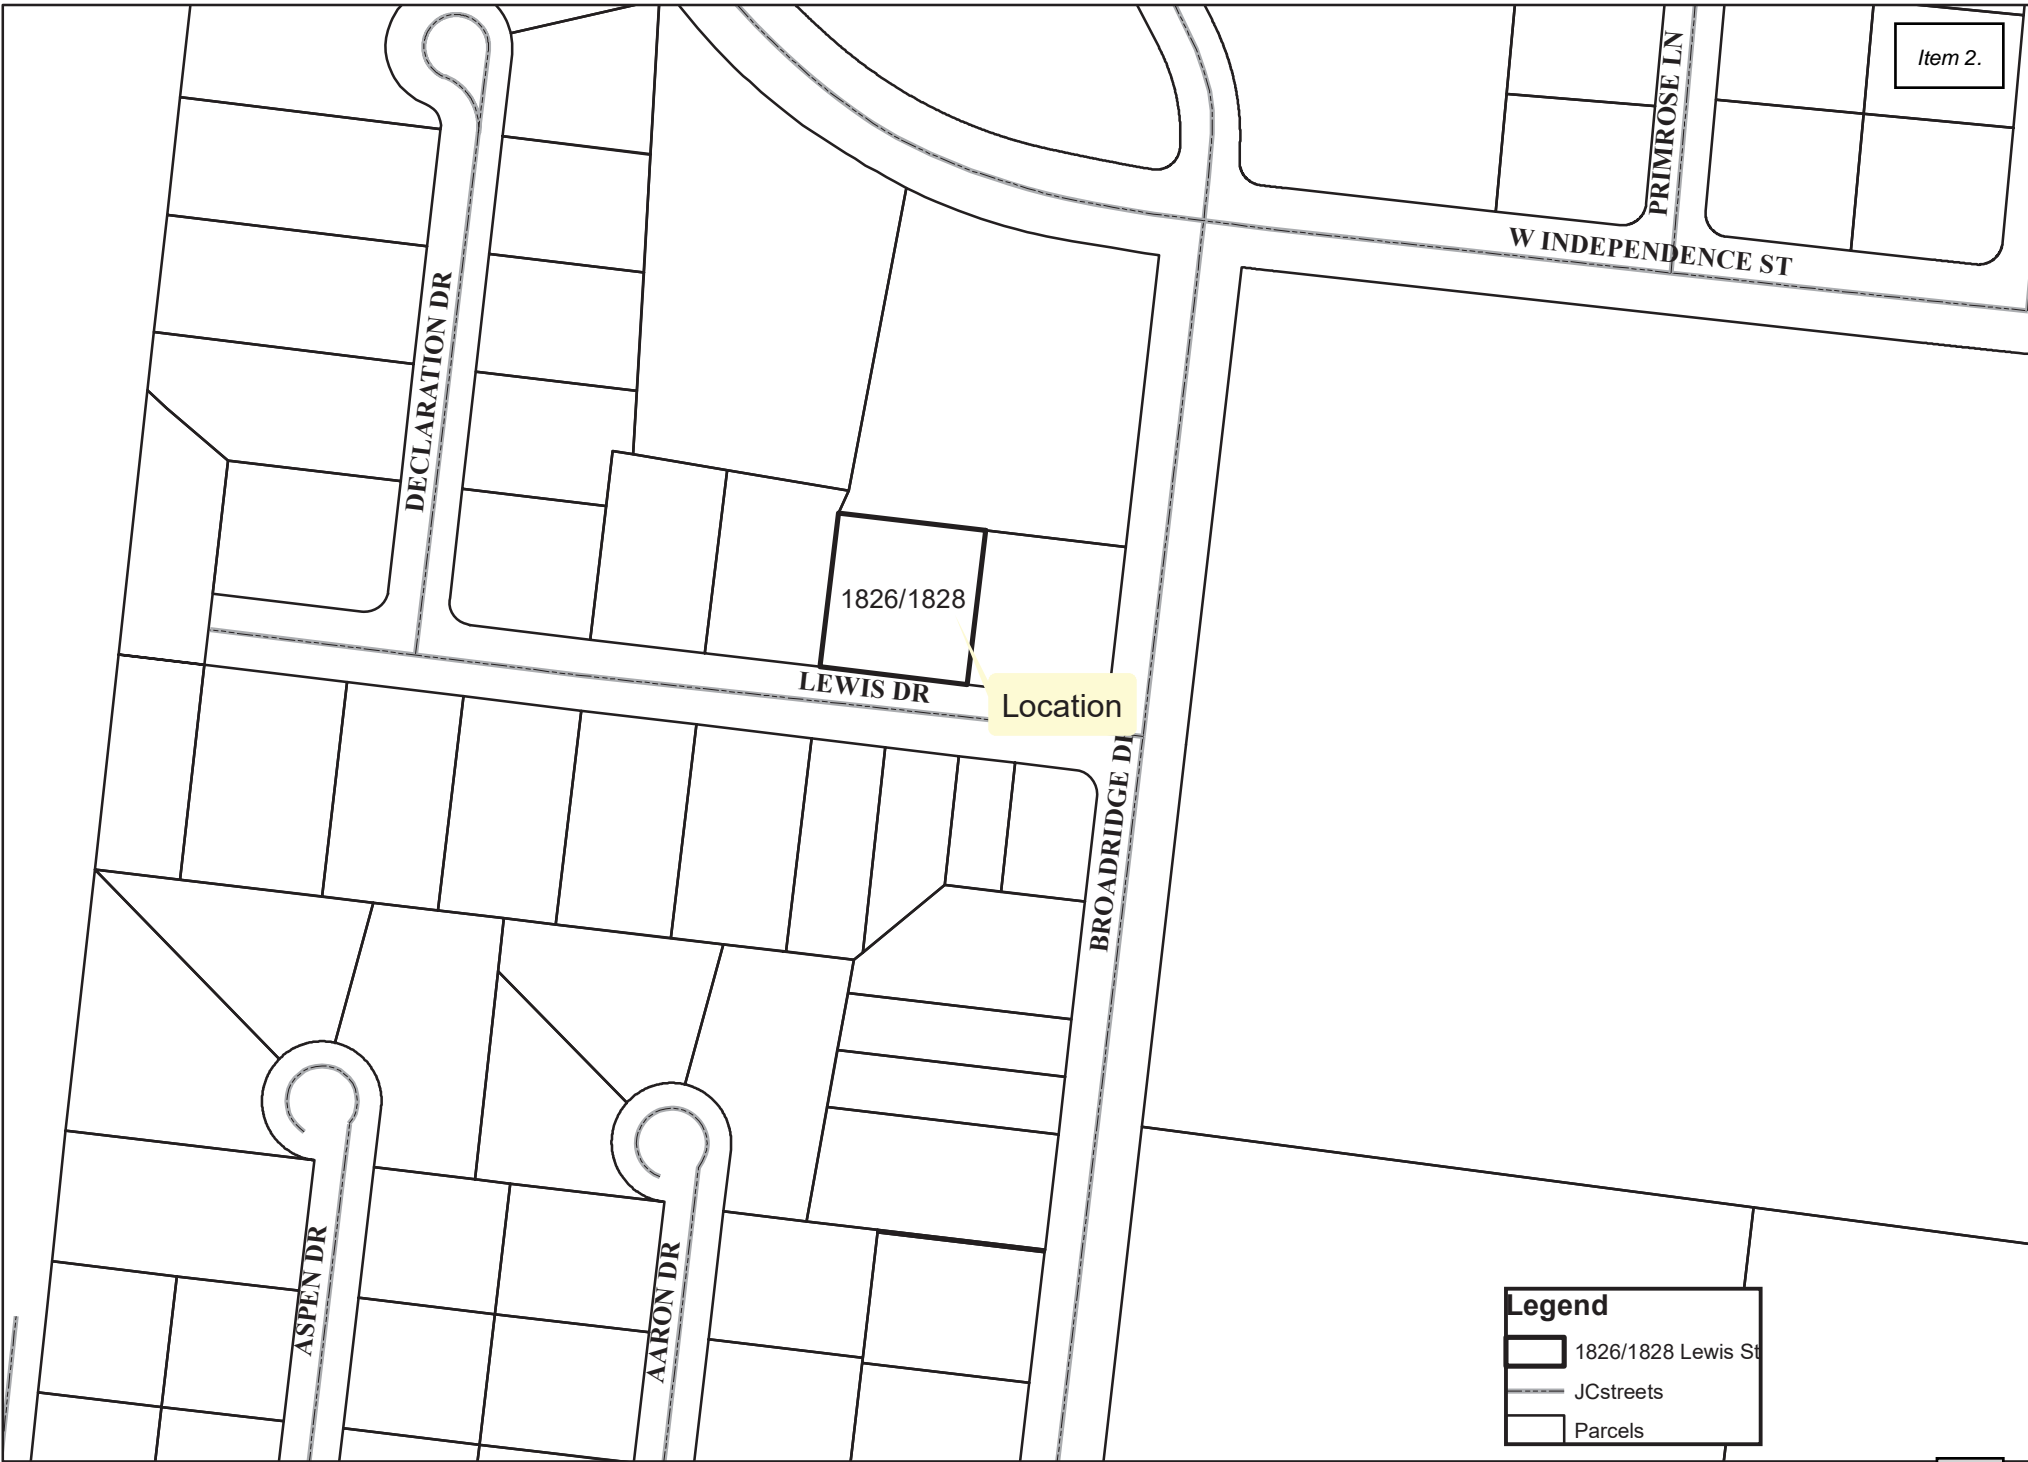 Item 2.
PRIMROSE LN
W INDEPENDENCE ST
DECLARATION DR
1826/1828
LEWIS DR
Location
BROADRIDGE DR
ASPEN DR
AARON DR
Legend
1826/1828 Lewis St
JCstreets
Parcels